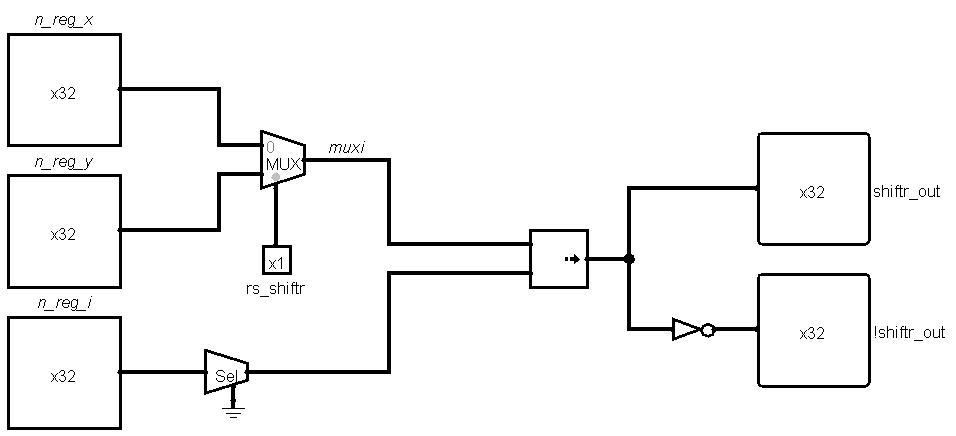 n_reg_x
x32
n_reg_y
x32
n_reg_i
x32
0
MUX
muxi
x1
rs_shiftr
Sel
x32
shiftr_out
x32
!shiftr_out